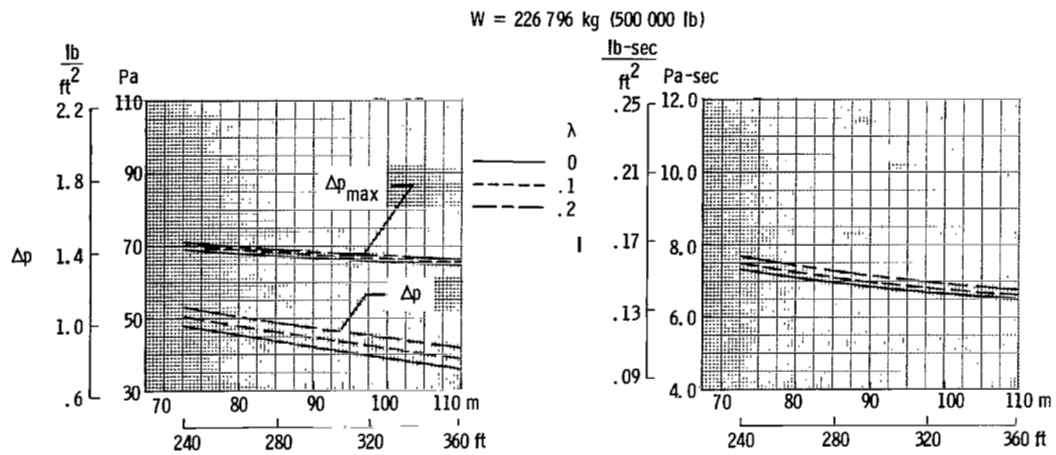 W = 226 796 kg (500 000 lb)
lb
ft2
Pa
2.2
1.8
1.4
1.0
.6
Δp
110
90
70
50
30
Δpmax
Δp
70 80 90 100 110 m
240 280 320 360 ft
λ
0
.1
.2
lb-sec
ft2
Pa-sec
.25
.21
.17
.13
.09
I
12.0
10.0
8.0
6.0
4.0
70 80 90 100 110 m
240 280 320 360 ft